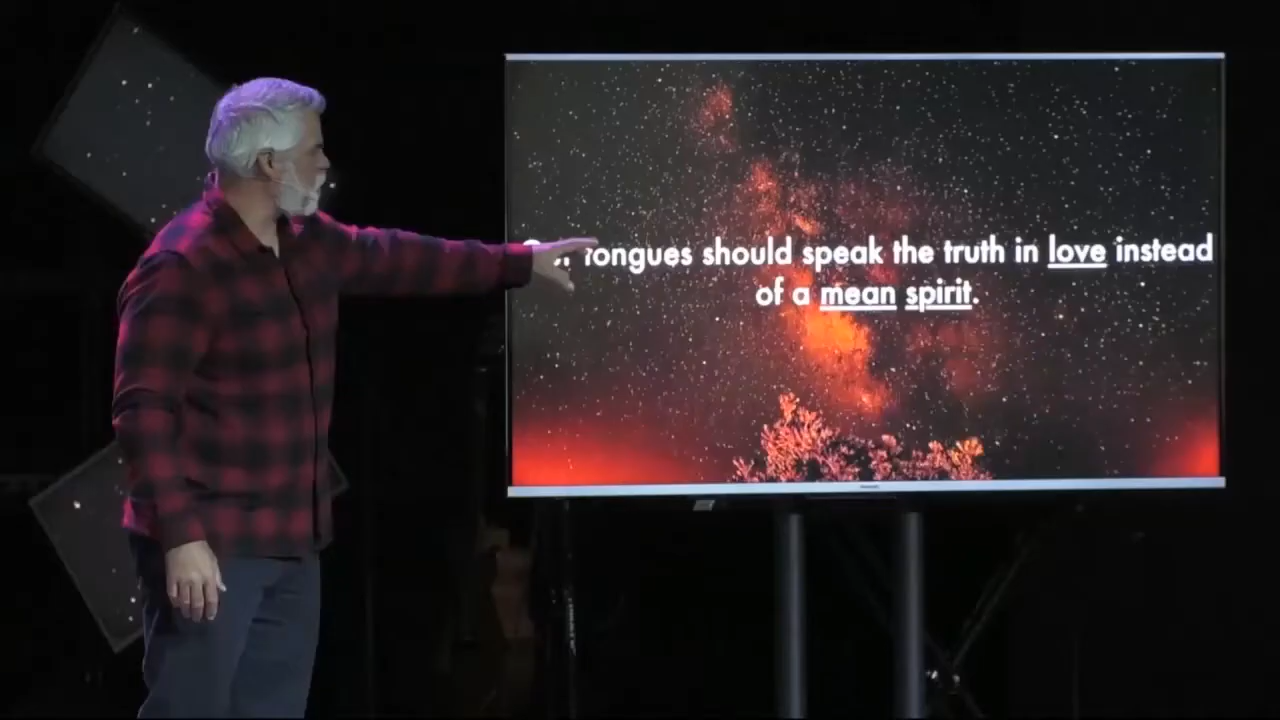 tongues should speak the truth in love instead
of a mean spirit.